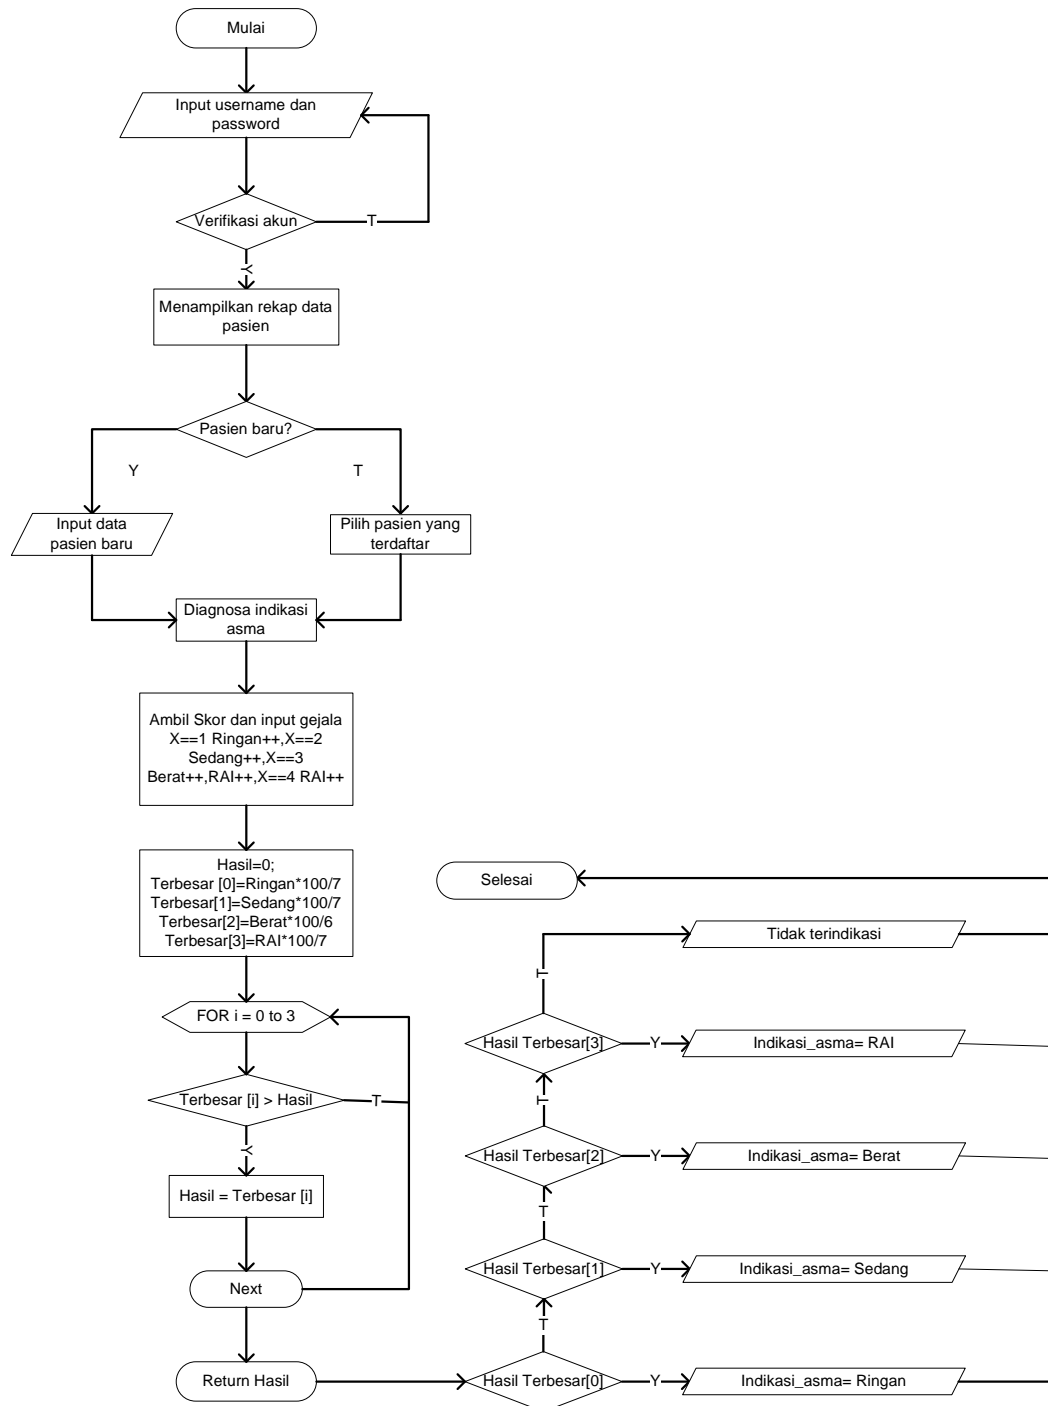 Mulai
Input username dan
password
Verifikasi akun
T
Y
Menampilkan rekap data
pasien
Pasien baru?
Y
T
Input data
pasien baru
Pilih pasien yang
terdaftar
Diagnosa indikasi
asma
Ambil Skor dan input gejala
X==1 Ringan++,X==2
Sedang++,X==3
Berat++,RAI++,X==4 RAI++
Hasil=0;
Terbesar [0]=Ringan*100/7
Terbesar[1]=Sedang*100/7
Terbesar[2]=Berat*100/6
Terbesar[3]=RAI*100/7
FOR i = 0 to 3
Terbesar [i] > Hasil
T
Y
Hasil = Terbesar [i]
Next
Return Hasil
Hasil Terbesar[0]
Y
Indikasi_asma= Ringan
T
Hasil Terbesar[1]
Y
Indikasi_asma= Sedang
T
Hasil Terbesar[2]
Y
Indikasi_asma= Berat
T
Hasil Terbesar[3]
Y
Indikasi_asma= RAI
T
Tidak terindikasi
Selesai